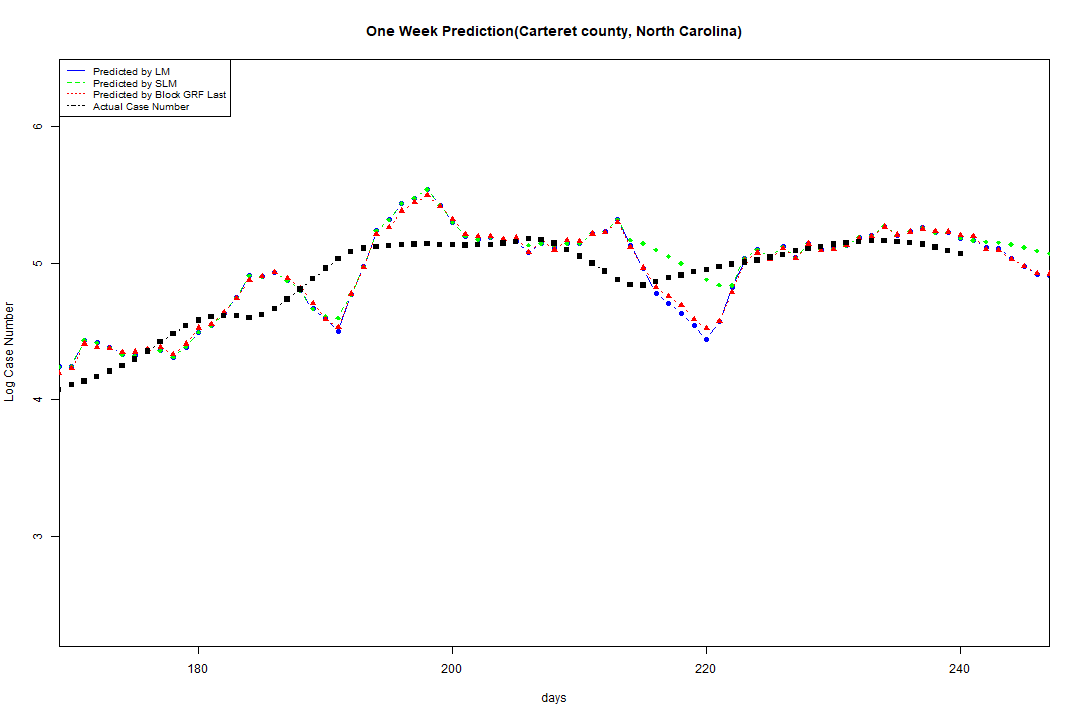 One Week Prediction(Carteret county, North Carolina)
Predicted by LM
Predicted by SLM
Predicted by Block GRF Last
Actual Case Number
6
5
4
3
Log Case Number
180 200 220 240
days